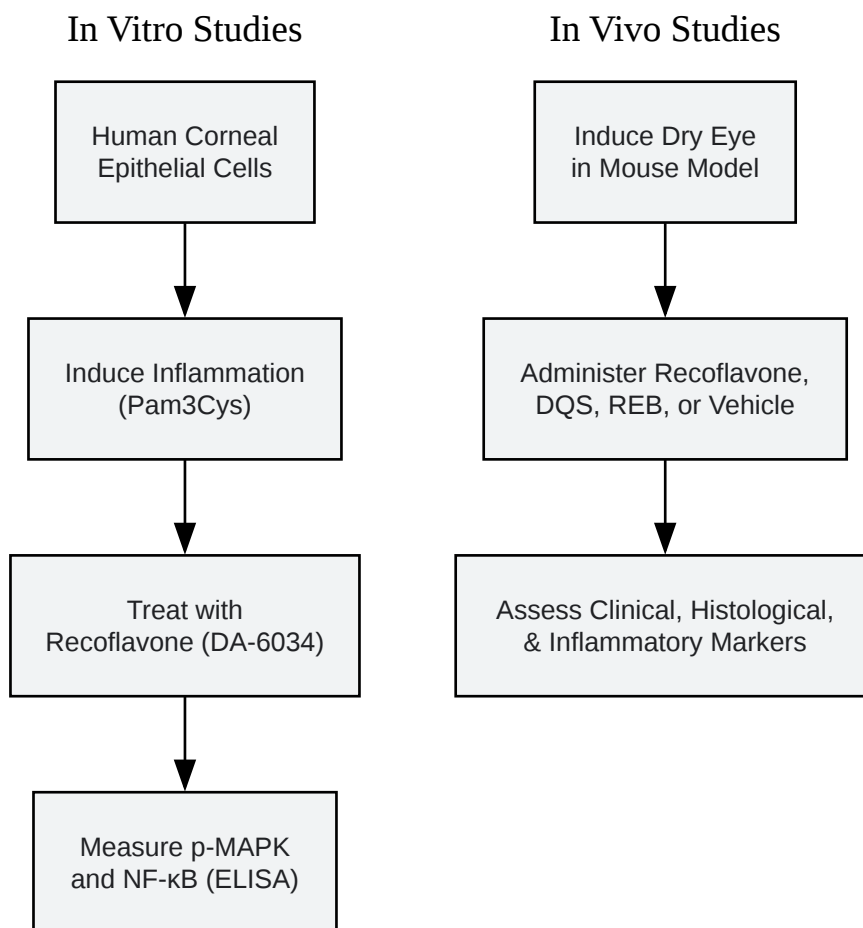 In Vitro Studies
Human Corneal
Epithelial Cells
Induce Inflammation
(Pam3Cys)
Treat with
Recoflavone (DA-6034)
Measure p-MAPK
and NF-κB (ELISA)
In Vivo Studies
Induce Dry Eye
in Mouse Model
Administer Recoflavone,
DQS, REB, or Vehicle
Assess Clinical, Histological,
& Inflammatory Markers